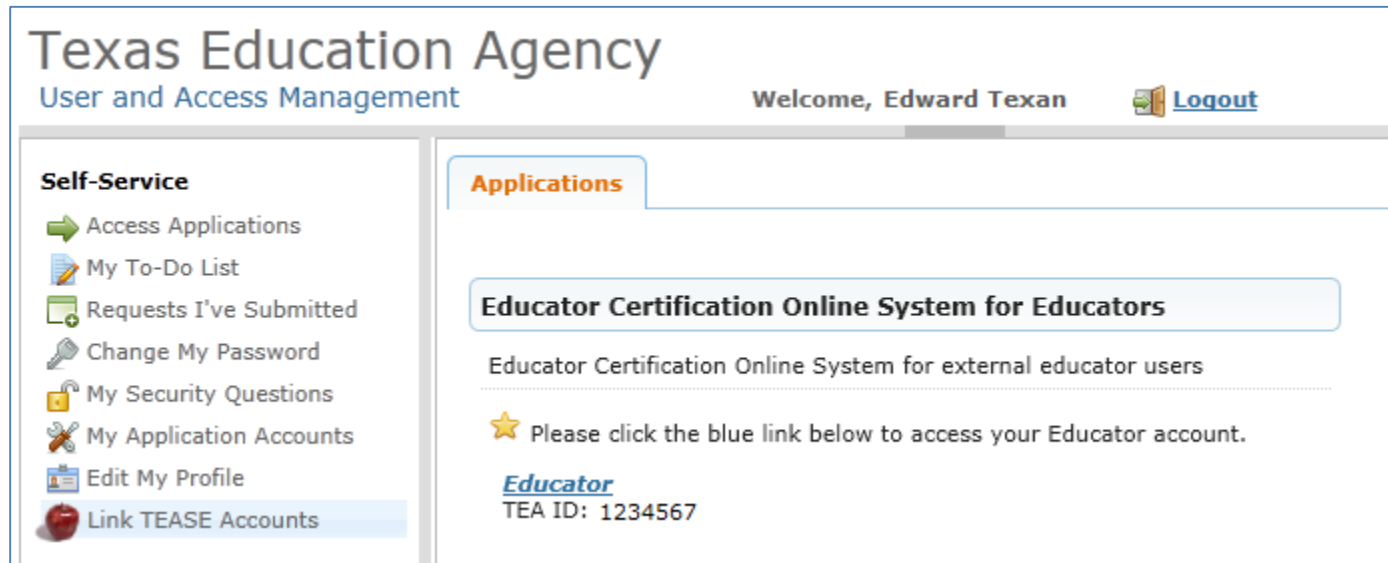 Texas Education Agency
User and Access Management
Welcome, Edward Texan
Logout
Self-Service
Access Applications
My To-Do List
Requests I've Submitted
Change My Password
My Security Questions
My Application Accounts
Edit My Profile
Link TEASE Accounts
Applications
Educator Certification Online System for Educators
Educator Certification Online System for external educator users
Please click the blue link below to access your Educator account.
Educator
TEA ID: 1234567